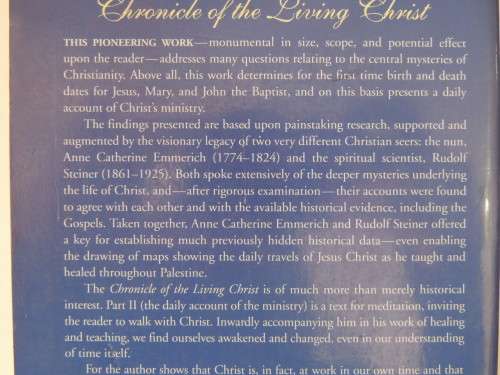 Chronicle of the Living Christ
THIS PIONEERING WORK—monumental in size, scope, and potential effect
upon the reader—addresses many questions relating to the central mysteries of
Christianity. Above all, this work determines for the first time birth and death
dates for Jesus, Mary, and John the Baptist, and on this basis presents a daily
account of Christ's ministry.
The findings presented are based upon painstaking research, supported and
augmented by the visionary legacy of two very different Christian seers: the nun,
Anne Catherine Emmerich (1774–1824) and the spiritual scientist, Rudolf
Steiner (1861–1925). Both spoke extensively of the deeper mysteries underlying
the life of Christ, and—after rigorous examination—their accounts were found
to agree with each other and with the available historical evidence, including the
Gospels. Taken together, Anne Catherine Emmerich and Rudolf Steiner offered
a key for establishing much previously hidden historical data—even enabling
the drawing of maps showing the daily travels of Jesus Christ as he taught and
healed throughout Palestine.
The Chronicle of the Living Christ is of much more than merely historical
interest. Part II (the daily account of the ministry) is a text for meditation, inviting
the reader to walk with Christ. Inwardly accompanying him in his work of healing
and teaching, we find ourselves awakened and changed, even in our understanding
of time itself.
For the author shows that Christ is, in fact, at work in our own time and that